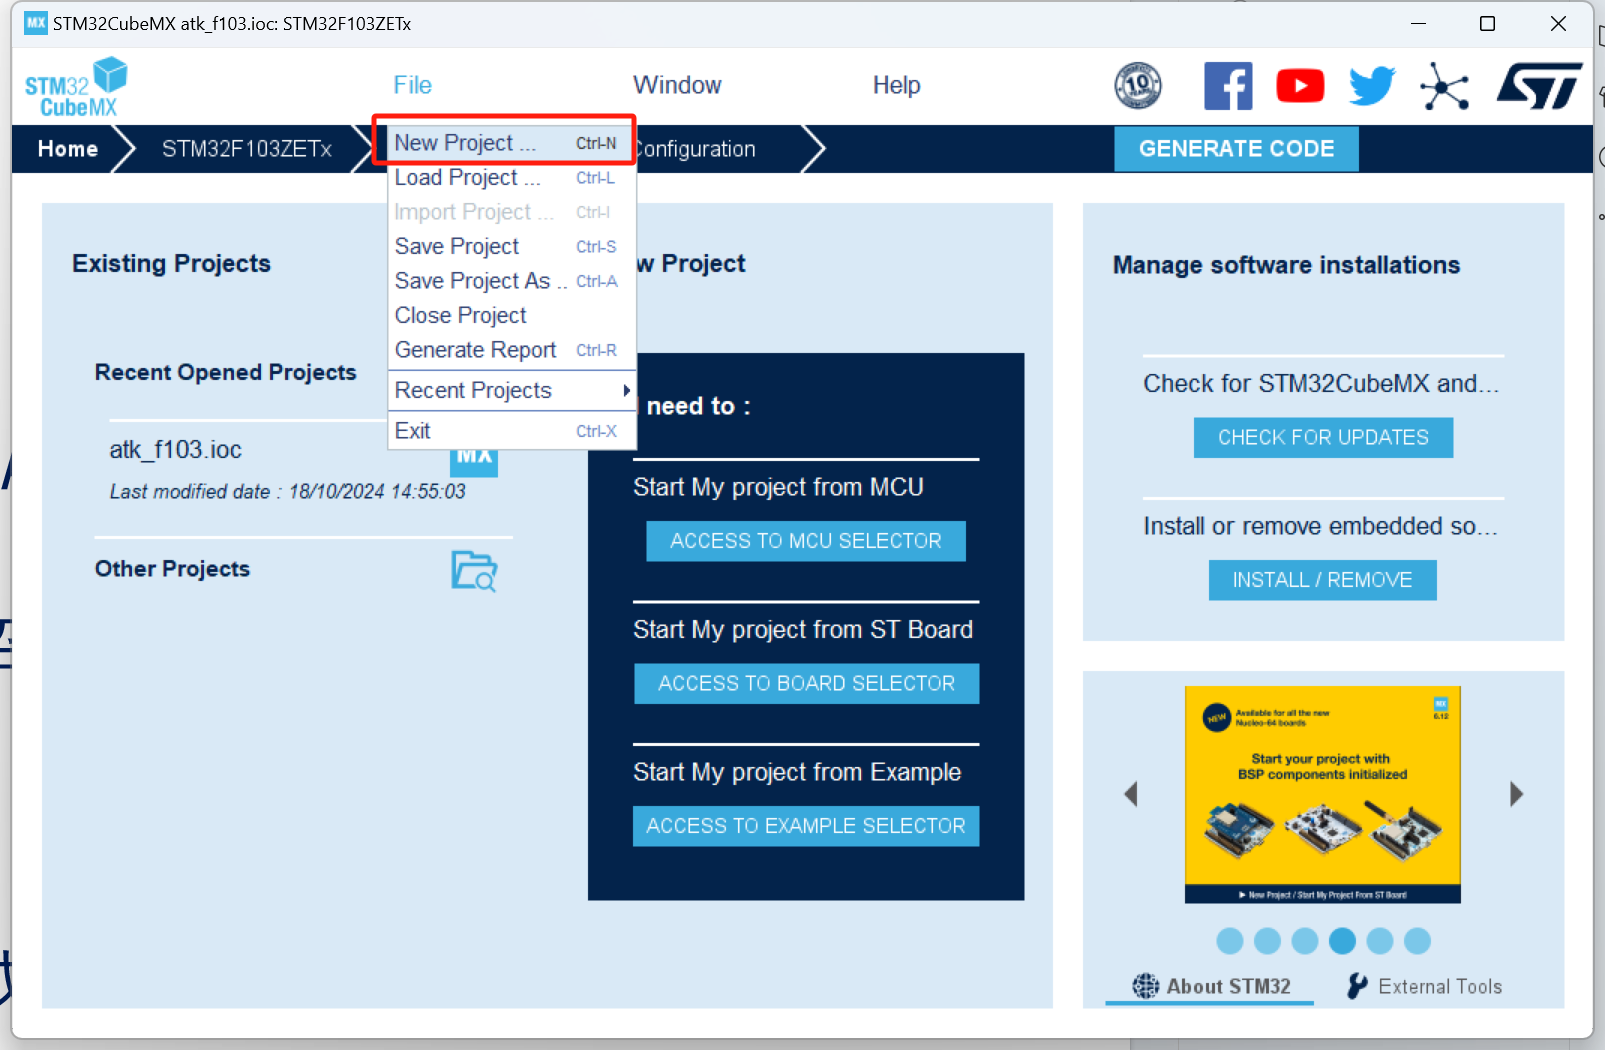 MX STM32CubeMX atk_f103.ioc: STM32F103ZETx
STM32
CubeMX
File Window Help
10
ST
Home STM32F103ZETx Configuration GENERATE CODE
New Project ... Ctrl-N
Load Project ... Ctrl-L
Import Project ... Ctrl-I
Save Project Ctrl-S
Save Project As .. Ctrl-A
Close Project
Generate Report Ctrl-R
Recent Projects
Exit Ctrl-X
Existing Projects
Recent Opened Projects
atk_f103.ioc
MX
Last modified date : 18/10/2024 14:55:03
Other Projects
w Project
I need to :
Start My project from MCU
ACCESS TO MCU SELECTOR
Start My project from ST Board
ACCESS TO BOARD SELECTOR
Start My project from Example
ACCESS TO EXAMPLE SELECTOR
Manage software installations
Check for STM32CubeMX and...
CHECK FOR UPDATES
Install or remove embedded so...
INSTALL / REMOVE
NEW
Available for all the new
Nucleo-64 boards
MX
6.12
Start your project with
BSP components initialized
New Project / Start My Project From ST Board
About STM32 External Tools